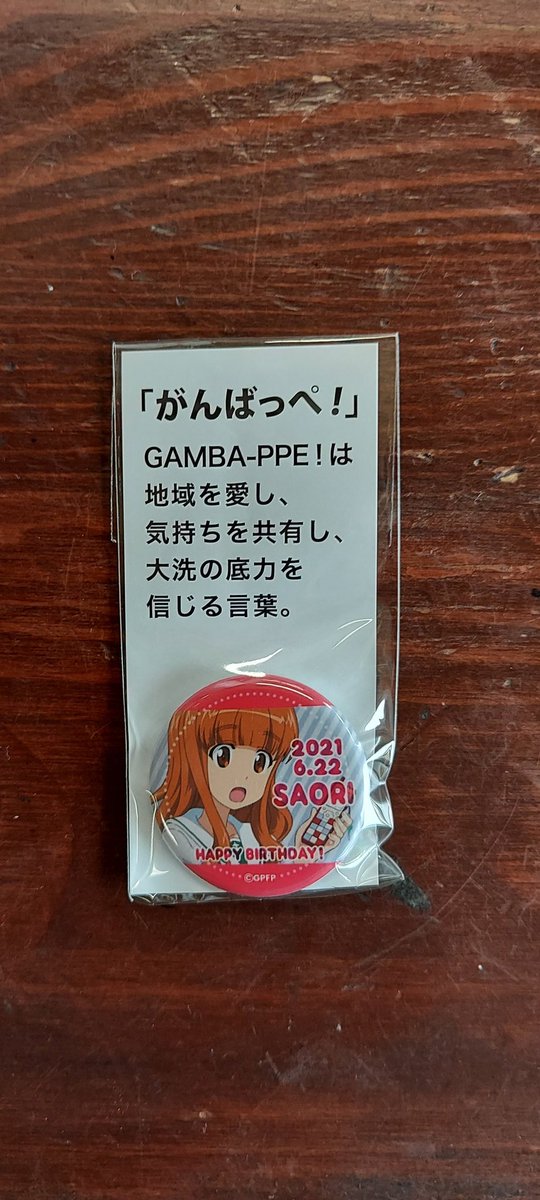 「がんばっぺ!」
GAMBA-PPE!は
地域を愛し、
気持ちを共有し、
大洗の底力を
信じる言葉。
2021
6.22
SAORI
HAPPY BIRTHDAY!
©GPFP